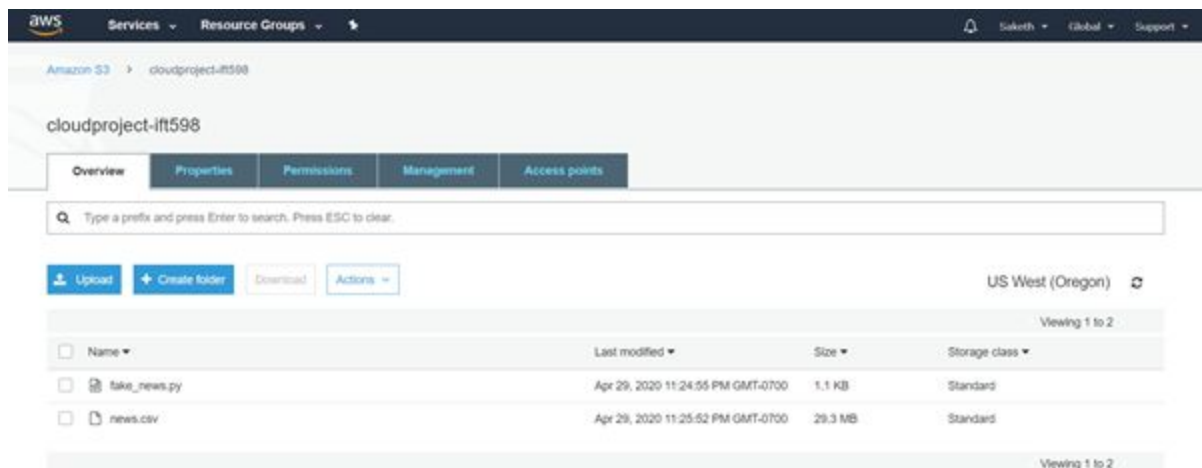 aws Services Resource Groups Saketh Global Support
Amazon S3 > cloudproject-ift598
cloudproject-ift598
Overview Properties Permissions Management Access points
Type a prefix and press Enter to search. Press ESC to clear.
Upload + Create folder Download Actions US West (Oregon)
Viewing 1 to 2
Name Last modified Size Storage class
fake_news.py Apr 29, 2020 11:24:55 PM GMT-0700 1.1 KB Standard
news.csv Apr 29, 2020 11:25:52 PM GMT-0700 29.3 MB Standard
Viewing 1 to 2